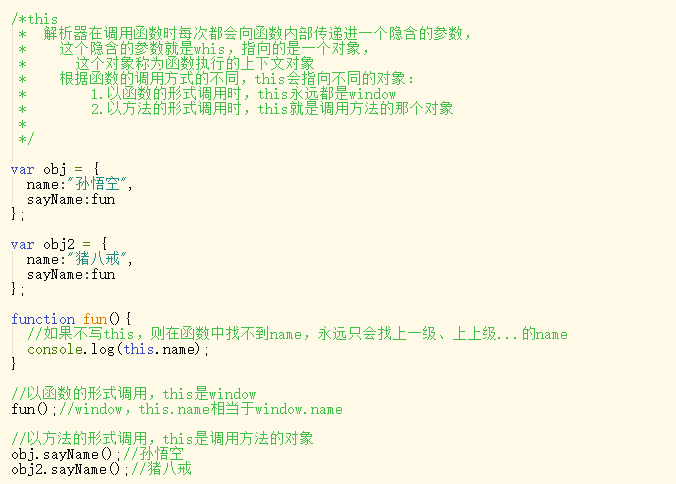 /*this
 *  解析器在调用函数时每次都会向函数内部传递进一个隐含的参数，
 *    这个隐含的参数就是whis，指向的是一个对象，
 *      这个对象称为函数执行的上下文对象
 *    根据函数的调用方式的不同，this会指向不同的对象：
 *        1.以函数的形式调用时，this永远都是window
 *        2.以方法的形式调用时，this就是调用方法的那个对象
 *
 */
var obj = {
  name:"孙悟空",
  sayName:fun
};
var obj2 = {
  name:"猪八戒",
  sayName:fun
};
function fun(){
  //如果不写this，则在函数中找不到name，永远只会找上一级、上上级...的name
  console.log(this.name);
}
//以函数的形式调用，this是window
fun();//window，this.name相当于window.name
//以方法的形式调用，this是调用方法的对象
obj.sayName();//孙悟空
obj2.sayName();//猪八戒